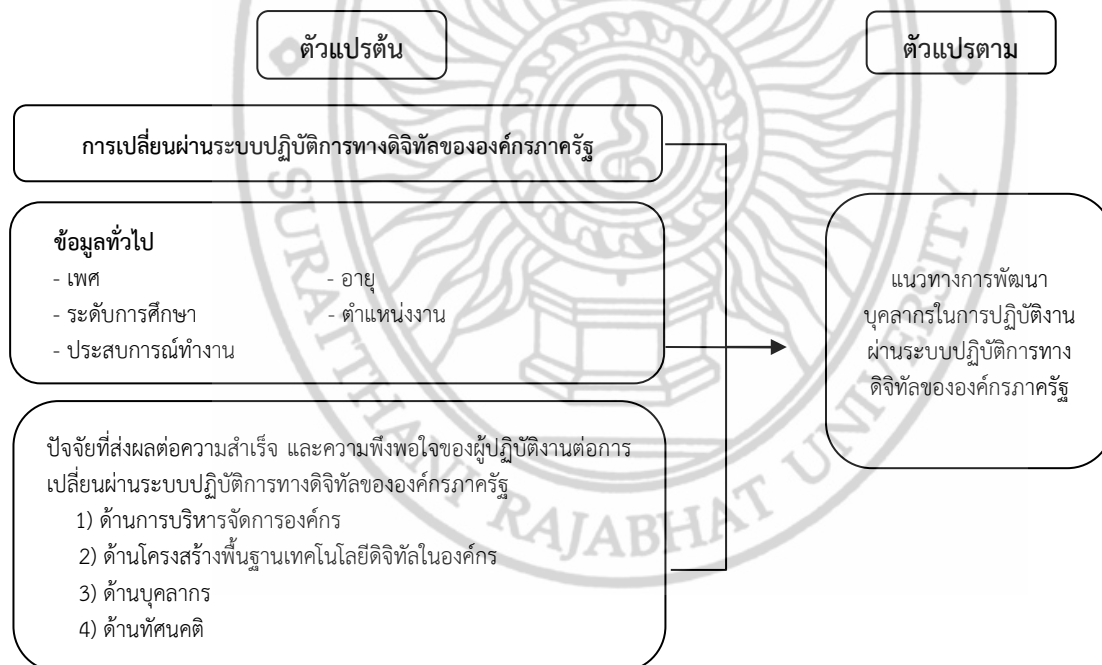 ตัวแปรต้น
ตัวแปรตาม
การเปลี่ยนผ่านระบบปฏิบัติการทางดิจิทัลขององค์กรภาครัฐ
ข้อมูลทั่วไป
- เพศ - อายุ
- ระดับการศึกษา - ตำแหน่งงาน
- ประสบการณ์ทำงาน
ปัจจัยที่ส่งผลต่อความสำเร็จ และความพึงพอใจของผู้ปฏิบัติงานต่อการ
เปลี่ยนผ่านระบบปฏิบัติการทางดิจิทัลขององค์กรภาครัฐ
1) ด้านการบริหารจัดการองค์กร
2) ด้านโครงสร้างพื้นฐานเทคโนโลยีดิจิทัลในองค์กร
3) ด้านบุคลากร
4) ด้านทัศนคติ
แนวทางการพัฒนา
บุคลากรในการปฏิบัติงาน
ผ่านระบบปฏิบัติการทาง
ดิจิทัลขององค์กรภาครัฐ
SURATTHANI RAJABHAT UNIVERSITY